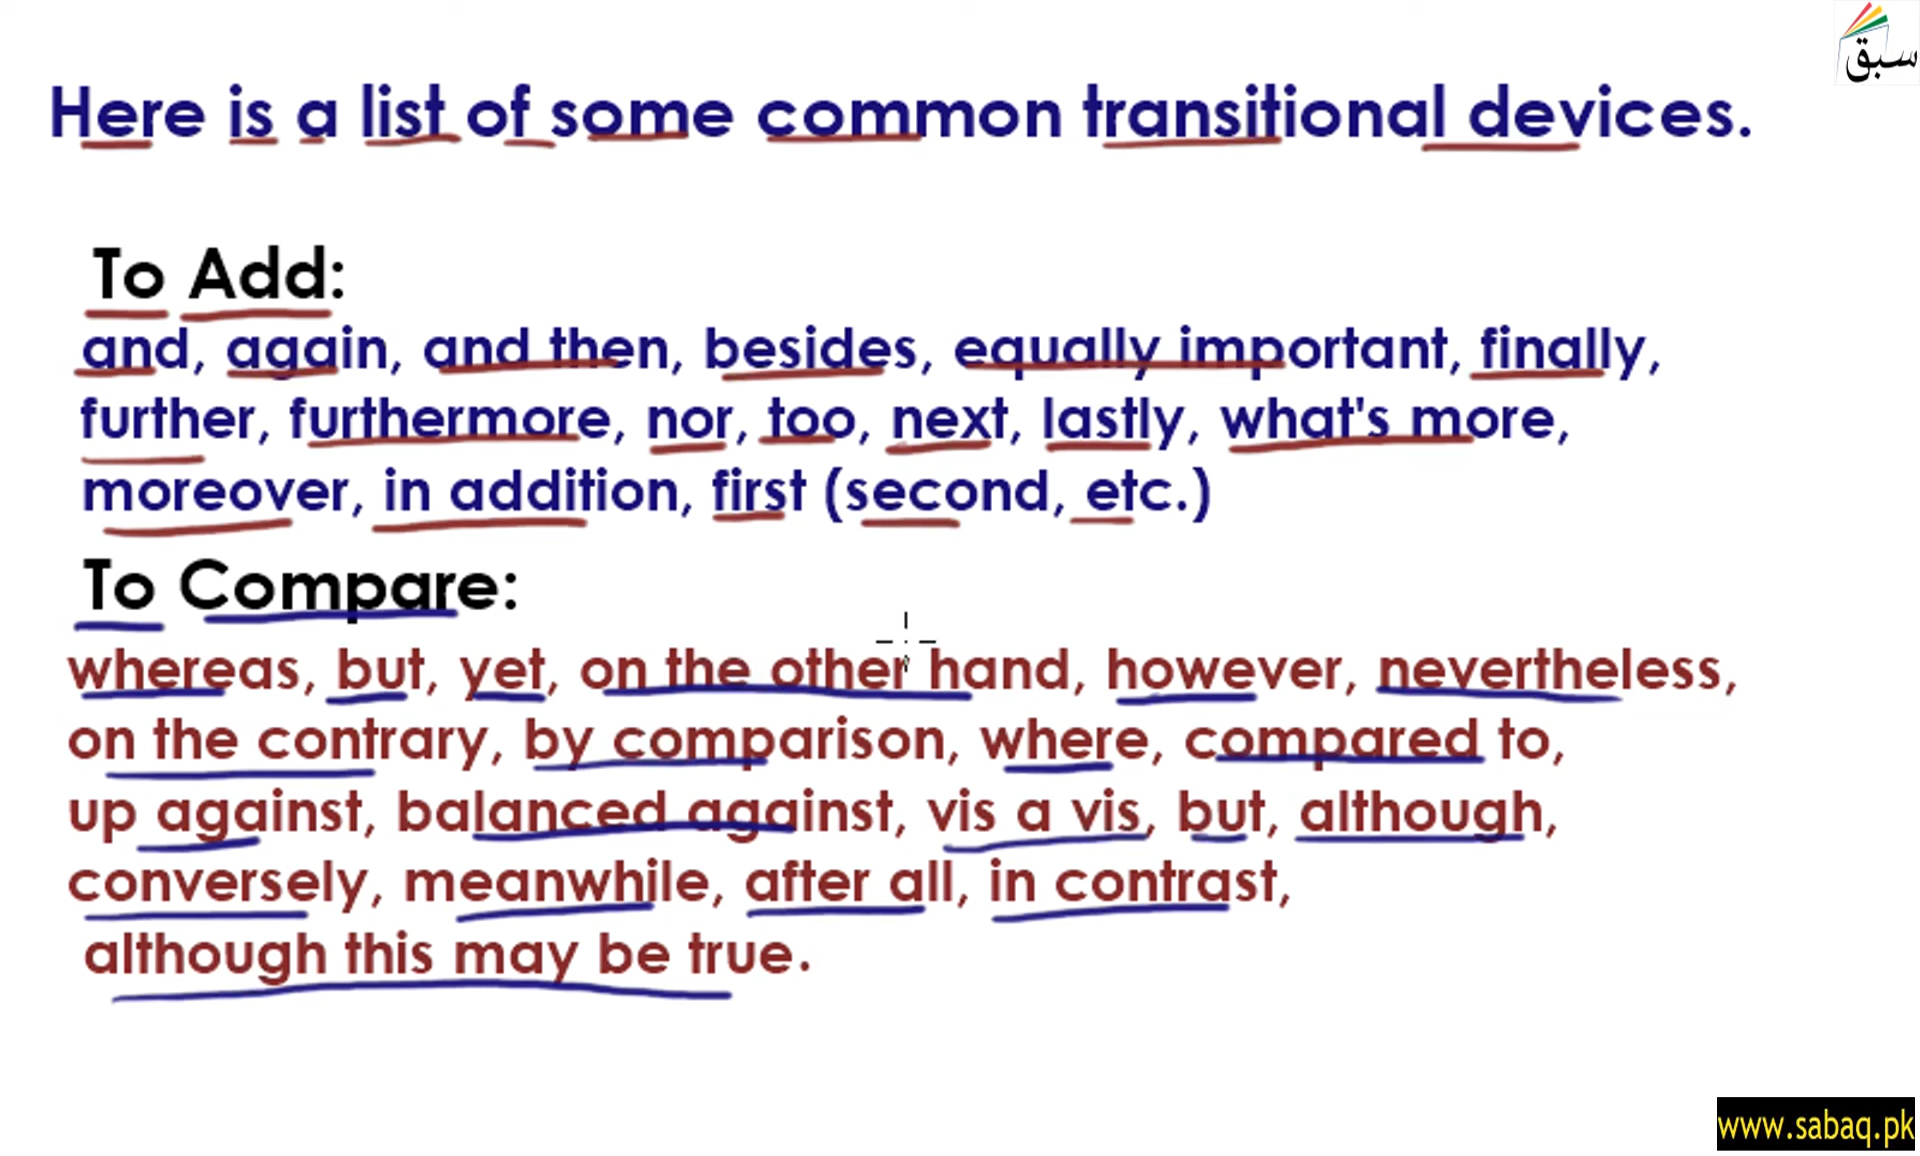 سبق
Here is a list of some common transitional devices.
To Add:
and, again, and then, besides, equally important, finally,
further, furthermore, nor, too, next, lastly, what's more,
moreover, in addition, first (second, etc.)
To Compare:
whereas, but, yet, on the other hand, however, nevertheless,
on the contrary, by comparison, where, compared to,
up against, balanced against, vis a vis, but, although,
conversely, meanwhile, after all, in contrast,
although this may be true.
www.sabaq.pk